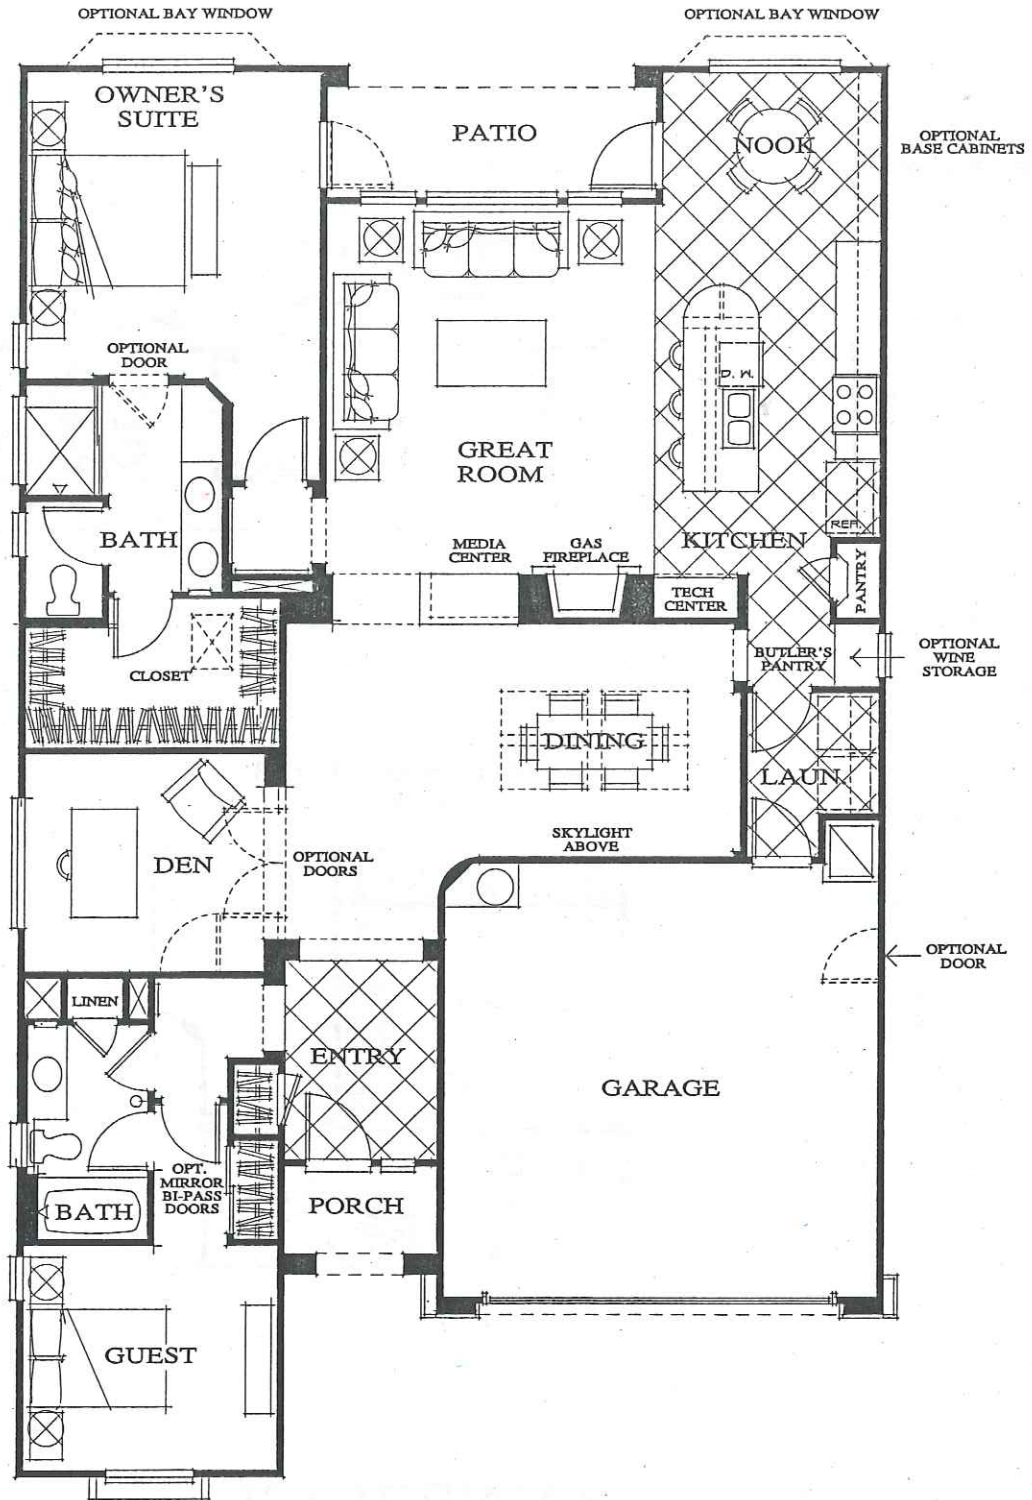 OPTIONAL BAY WINDOW
OPTIONAL BAY WINDOW
OWNER'S
SUITE
PATIO
NOOK
OPTIONAL
BASE CABINETS
OPTIONAL
DOOR
D. W.
GREAT
ROOM
REF.
BATH
MEDIA
CENTER
GAS
FIREPLACE
KITCHEN
PANTRY
TECH
CENTER
CLOSET
BUTLER'S
PANTRY
OPTIONAL
WINE
STORAGE
DINING
LAUN.
SKYLIGHT
ABOVE
DEN
OPTIONAL
DOORS
OPTIONAL
DOOR
LINEN
ENTRY
GARAGE
OPT.
MIRROR
BI-PASS
DOORS
BATH
PORCH
GUEST